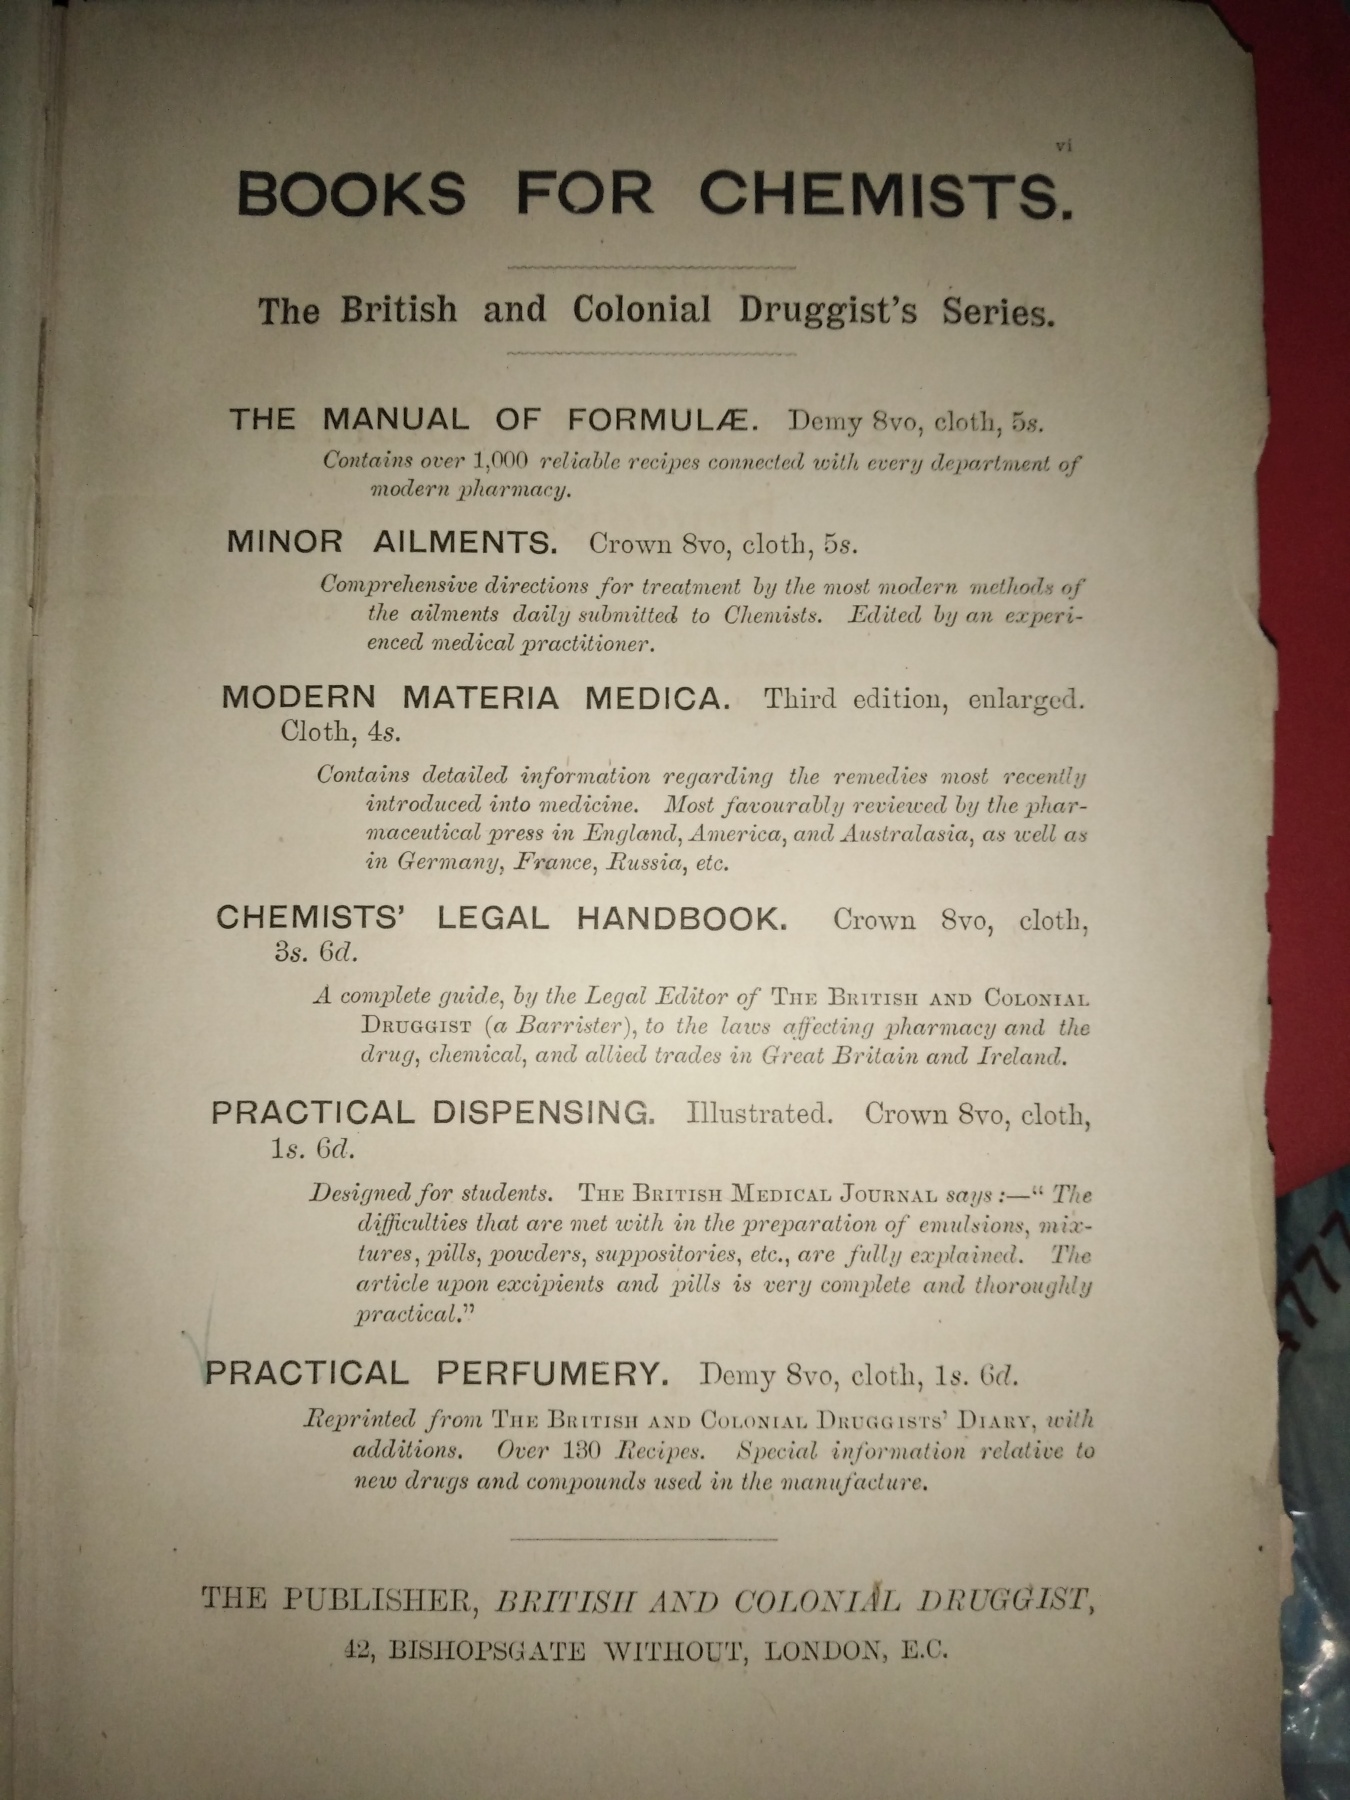 vi
BOOKS FOR CHEMISTS.
The British and Colonial Druggist's Series.
THE MANUAL OF FORMULÆ. Demy 8vo, cloth, 5s.
Contains over 1,000 reliable recipes connected with every department of
modern pharmacy.
MINOR AILMENTS. Crown 8vo, cloth, 5s.
Comprehensive directions for treatment by the most modern methods of
the ailments daily submitted to Chemists. Edited by an experi-
enced medical practitioner.
MODERN MATERIA MEDICA. Third edition, enlarged.
Cloth, 4s.
Contains detailed information regarding the remedies most recently
introduced into medicine. Most favourably reviewed by the phar-
maceutical press in England, America, and Australasia, as well as
in Germany, France, Russia, etc.
CHEMISTS' LEGAL HANDBOOK. Crown 8vo, cloth,
3s. 6d.
A complete guide, by the Legal Editor of THE BRITISH AND COLONIAL
DRUGGIST (a Barrister), to the laws affecting pharmacy and the
drug, chemical, and allied trades in Great Britain and Ireland.
PRACTICAL DISPENSING. Illustrated. Crown 8vo, cloth,
1s. 6d.
Designed for students. THE BRITISH MEDICAL JOURNAL says:—"The
difficulties that are met with in the preparation of emulsions, mix-
tures, pills, powders, suppositories, etc., are fully explained. The
article upon excipients and pills is very complete and thoroughly
practical."
PRACTICAL PERFUMERY. Demy 8vo, cloth, 1s. 6d.
Reprinted from THE BRITISH AND COLONIAL DRUGGISTS' DIARY, with
additions. Over 130 Recipes. Special information relative to
new drugs and compounds used in the manufacture.
THE PUBLISHER, BRITISH AND COLONIAL DRUGGIST,
42, BISHOPSGATE WITHOUT, LONDON, E.C.